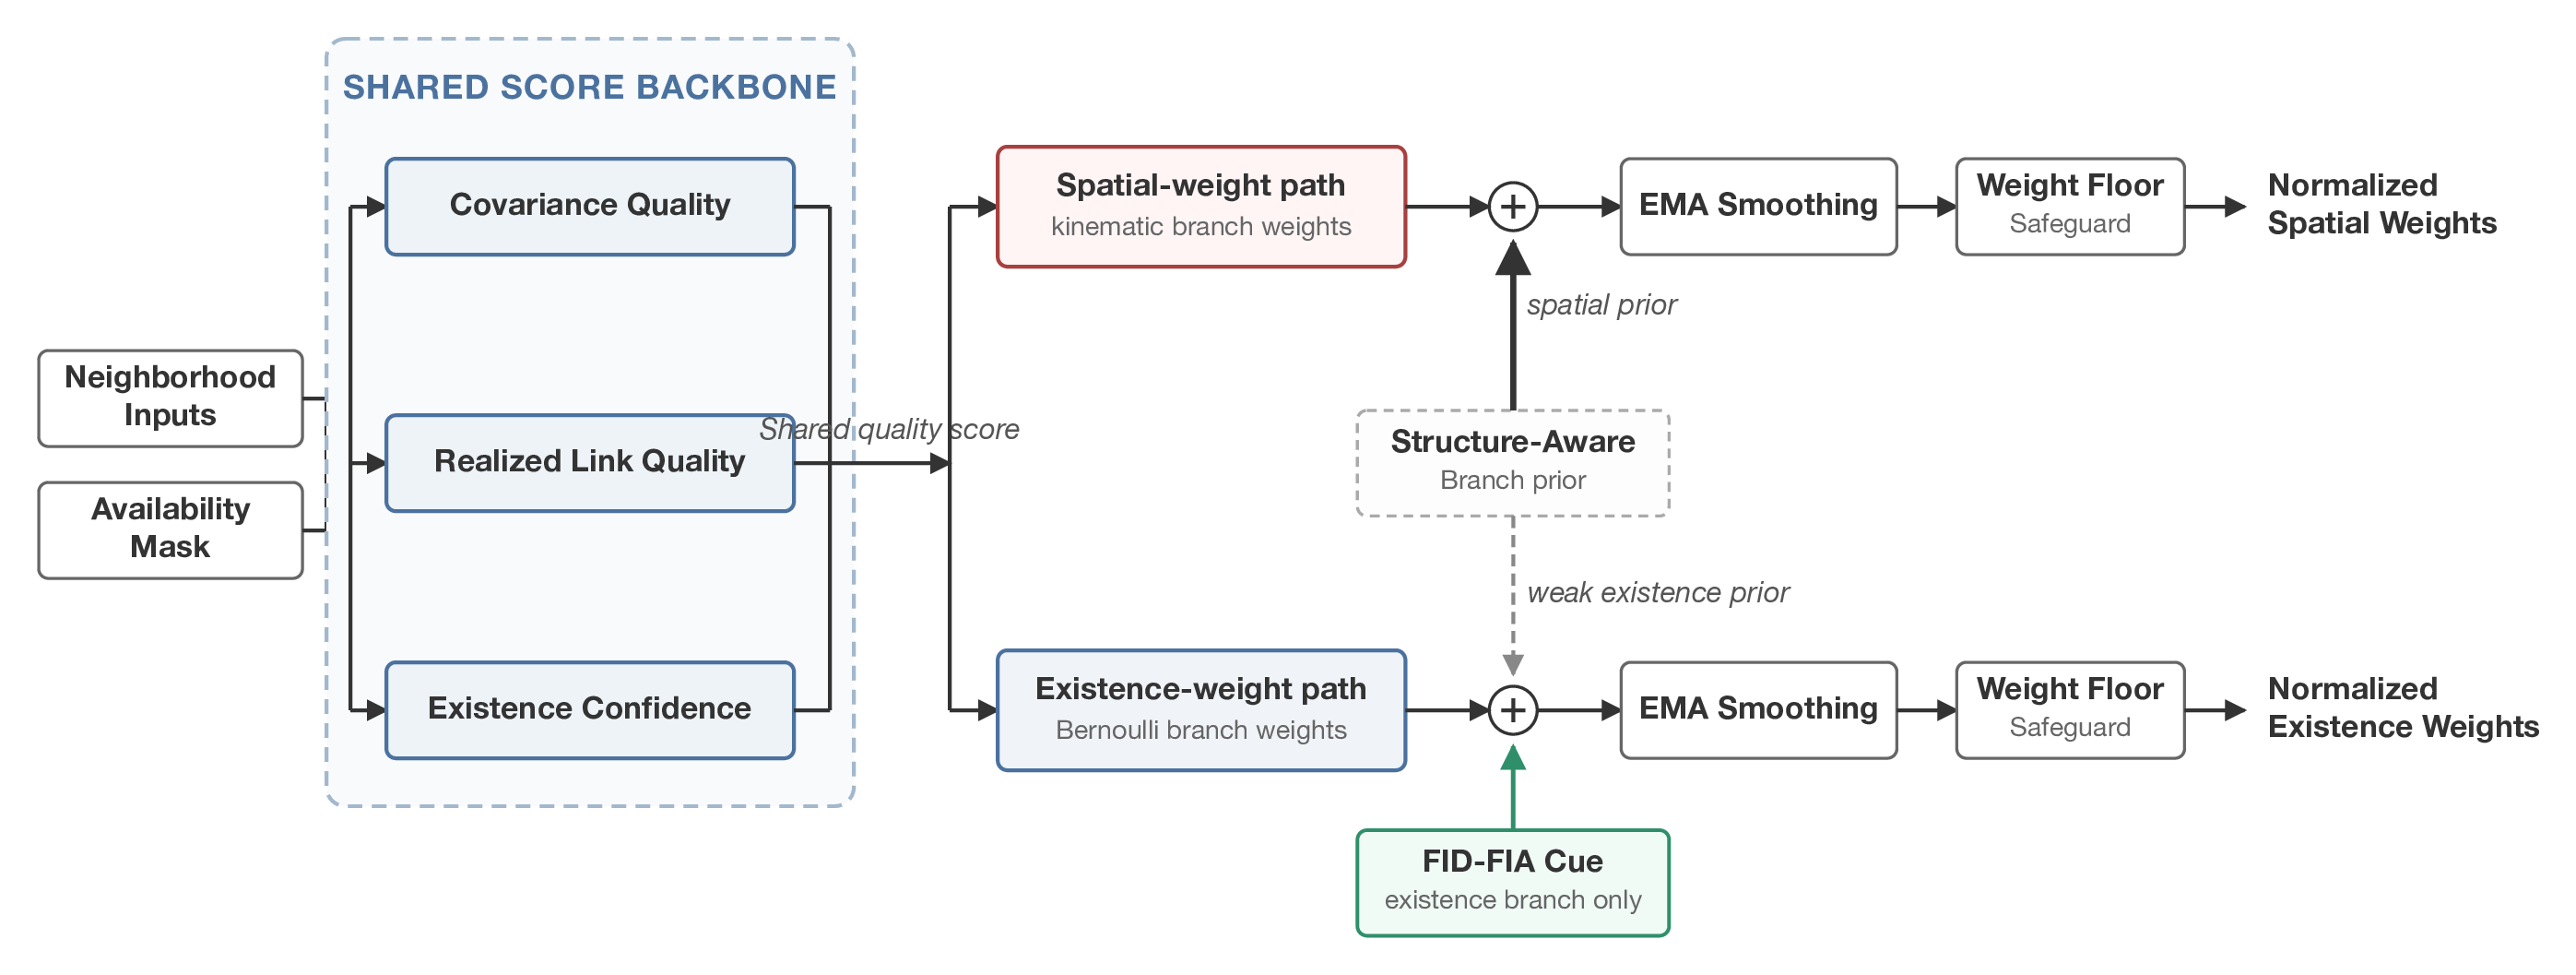 SHARED SCORE BACKBONE
Covariance Quality
Realized Link Quality
Existence Confidence
Neighborhood
Inputs
Availability
Mask
Shared quality score
Spatial-weight path
kinematic branch weights
Existence-weight path
Bernoulli branch weights
+
spatial prior
Structure-Aware
Branch prior
weak existence prior
+
FID-FIA Cue
existence branch only
EMA Smoothing
Weight Floor
Safeguard
Normalized
Spatial Weights
EMA Smoothing
Weight Floor
Safeguard
Normalized
Existence Weights